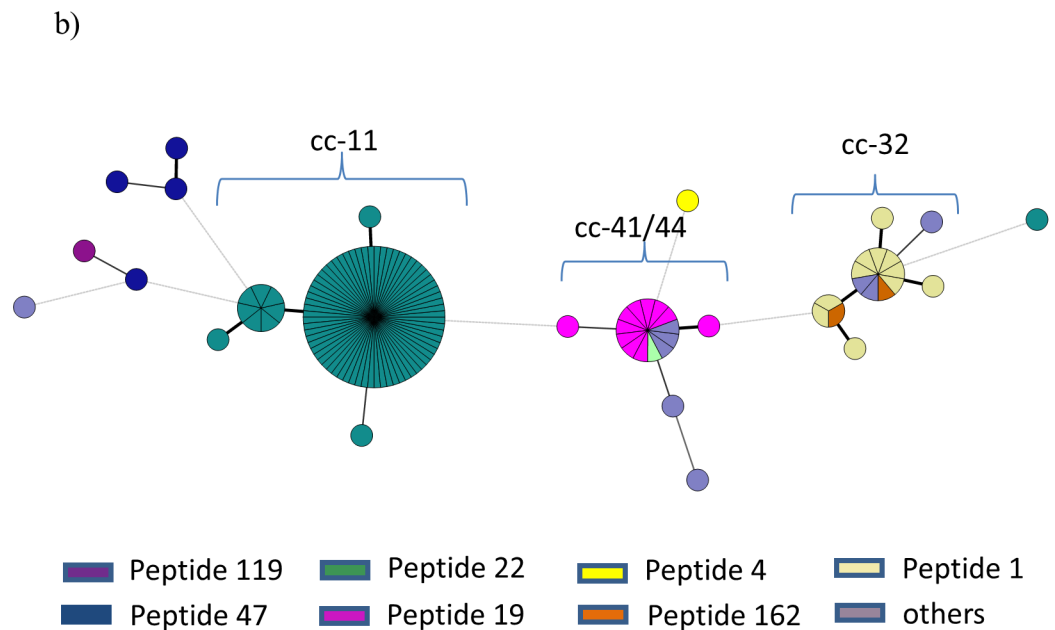 b)
cc-11
cc-32
cc-41/44
Peptide 119
Peptide 22
Peptide 4
Peptide 1
Peptide 47
Peptide 19
Peptide 162
others